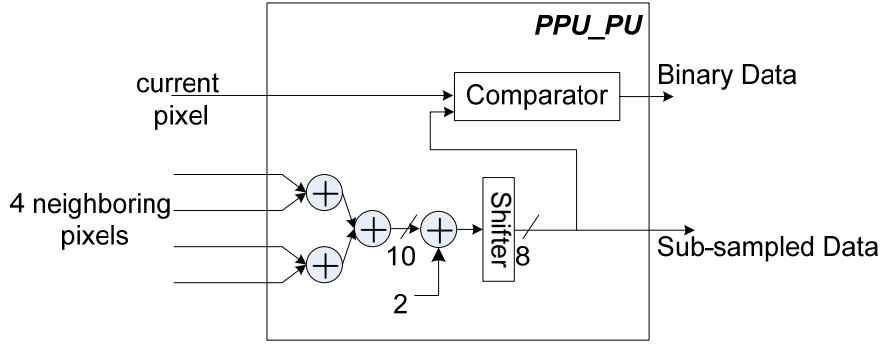 PPU_PU
current
pixel
Comparator
Binary Data
4 neighboring
pixels
10
2
Shifter
8
Sub-sampled Data